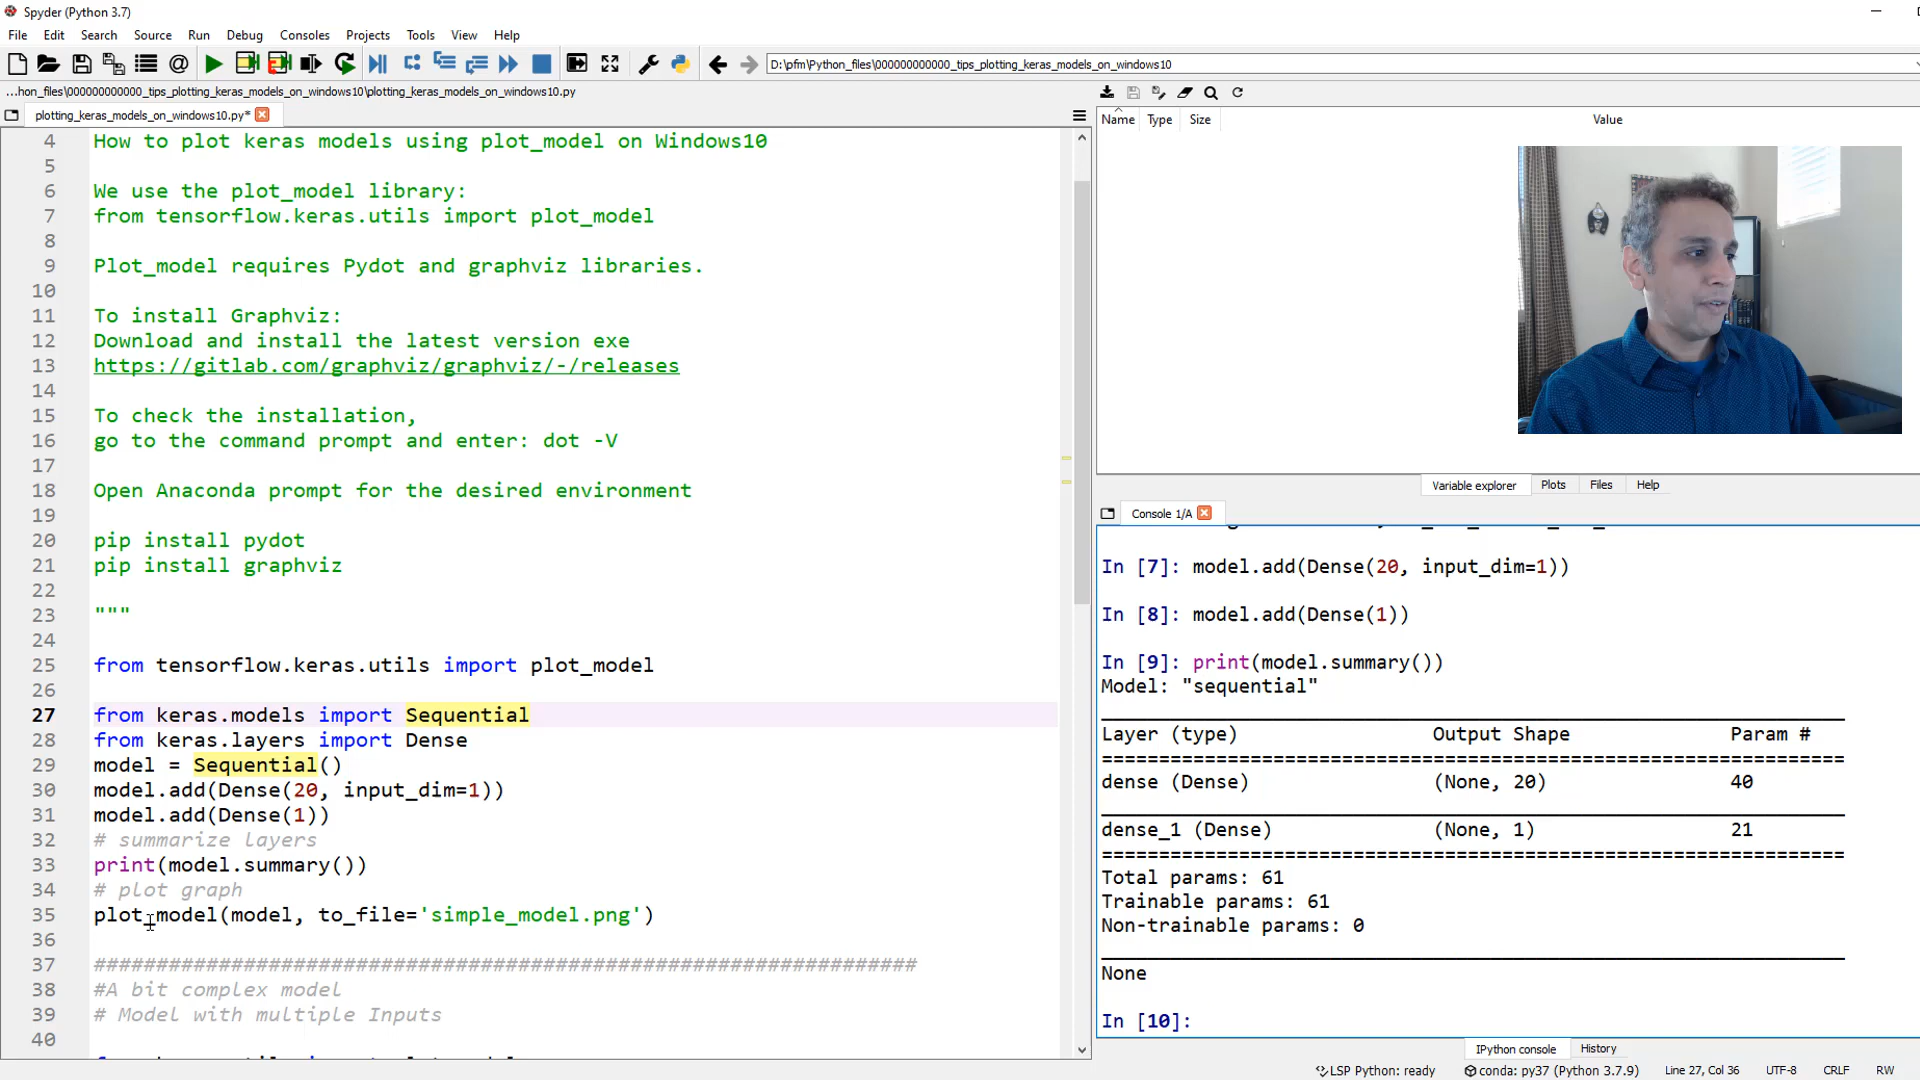 Spyder (Python 3.7)
File Edit Search Source Run Debug Consoles Projects Tools View Help
D:\pfm\Python_files\000000000000_tips_plotting_keras_models_on_windows10
...hon_files\000000000000_tips_plotting_keras_models_on_windows10\plotting_keras_models_on_windows10.py
plotting_keras_models_on_windows10.py*
4 How to plot keras models using plot_model on Windows10
5
6 We use the plot_model library:
7 from tensorflow.keras.utils import plot_model
8
9 Plot_model requires Pydot and graphviz libraries.
10
11 To install Graphviz:
12 Download and install the latest version exe
13 https://gitlab.com/graphviz/graphviz/-/releases
14
15 To check the installation,
16 go to the command prompt and enter: dot -V
17
18 Open Anaconda prompt for the desired environment
19
20 pip install pydot
21 pip install graphviz
22
23 """
24
25 from tensorflow.keras.utils import plot_model
26
27 from keras.models import Sequential
28 from keras.layers import Dense
29 model = Sequential()
30 model.add(Dense(20, input_dim=1))
31 model.add(Dense(1))
32 # summarize layers
33 print(model.summary())
34 # plot graph
35 plot_model(model, to_file='simple_model.png')
36
37 ##################################################################
38 #A bit complex model
39 # Model with multiple Inputs
40
Name Type Size Value
Variable explorer Plots Files Help
Console 1/A
In [7]: model.add(Dense(20, input_dim=1))
In [8]: model.add(Dense(1))
In [9]: print(model.summary())
Model: "sequential"
_________________________________________________________________
Layer (type) Output Shape Param #
=================================================================
dense (Dense) (None, 20) 40
_________________________________________________________________
dense_1 (Dense) (None, 1) 21
=================================================================
Total params: 61
Trainable params: 61
Non-trainable params: 0
_________________________________________________________________
None
In [10]:
IPython console History
LSP Python: ready conda: py37 (Python 3.7.9) Line 27, Col 36 UTF-8 CRLF RW